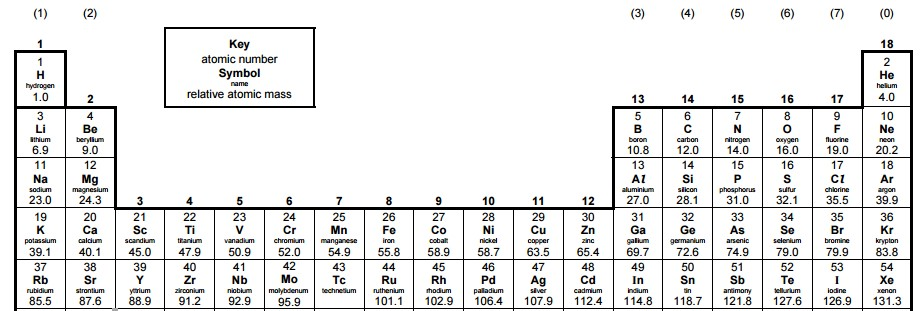 (1) (2) (3) (4) (5) (6) (7) (0)
1 Key 18
1 atomic number 2
H Symbol He
hydrogen name helium
1.0 2 relative atomic mass 13 14 15 16 17 4.0
3 4 5 6 7 8 9 10
Li Be B C N O F Ne
lithium beryllium boron carbon nitrogen oxygen fluorine neon
6.9 9.0 10.8 12.0 14.0 16.0 19.0 20.2
11 12 13 14 15 16 17 18
Na Mg Al Si P S Cl Ar
sodium magnesium aluminium silicon phosphorus sulfur chlorine argon
23.0 24.3 3 4 5 6 7 8 9 10 11 12 27.0 28.1 31.0 32.1 35.5 39.9
19 20 21 22 23 24 25 26 27 28 29 30 31 32 33 34 35 36
K Ca Sc Ti V Cr Mn Fe Co Ni Cu Zn Ga Ge As Se Br Kr
potassium calcium scandium titanium vanadium chromium manganese iron cobalt nickel copper zinc gallium germanium arsenic selenium bromine krypton
39.1 40.1 45.0 47.9 50.9 52.0 54.9 55.8 58.9 58.7 63.5 65.4 69.7 72.6 74.9 79.0 79.9 83.8
37 38 39 40 41 42 43 44 45 46 47 48 49 50 51 52 53 54
Rb Sr Y Zr Nb Mo Tc Ru Rh Pd Ag Cd In Sn Sb Te I Xe
rubidium strontium yttrium zirconium niobium molybdenum technetium ruthenium rhodium palladium silver cadmium indium tin antimony tellurium iodine xenon
85.5 87.6 88.9 91.2 92.9 95.9 101.1 102.9 106.4 107.9 112.4 114.8 118.7 121.8 127.6 126.9 131.3